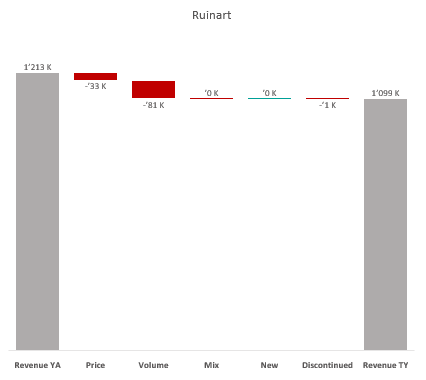 Ruinart
1'213 K
-'33 K
-'81 K
'0 K
'0 K
-'1 K
1'099 K
Revenue YA
Price
Volume
Mix
New
Discontinued
Revenue TY